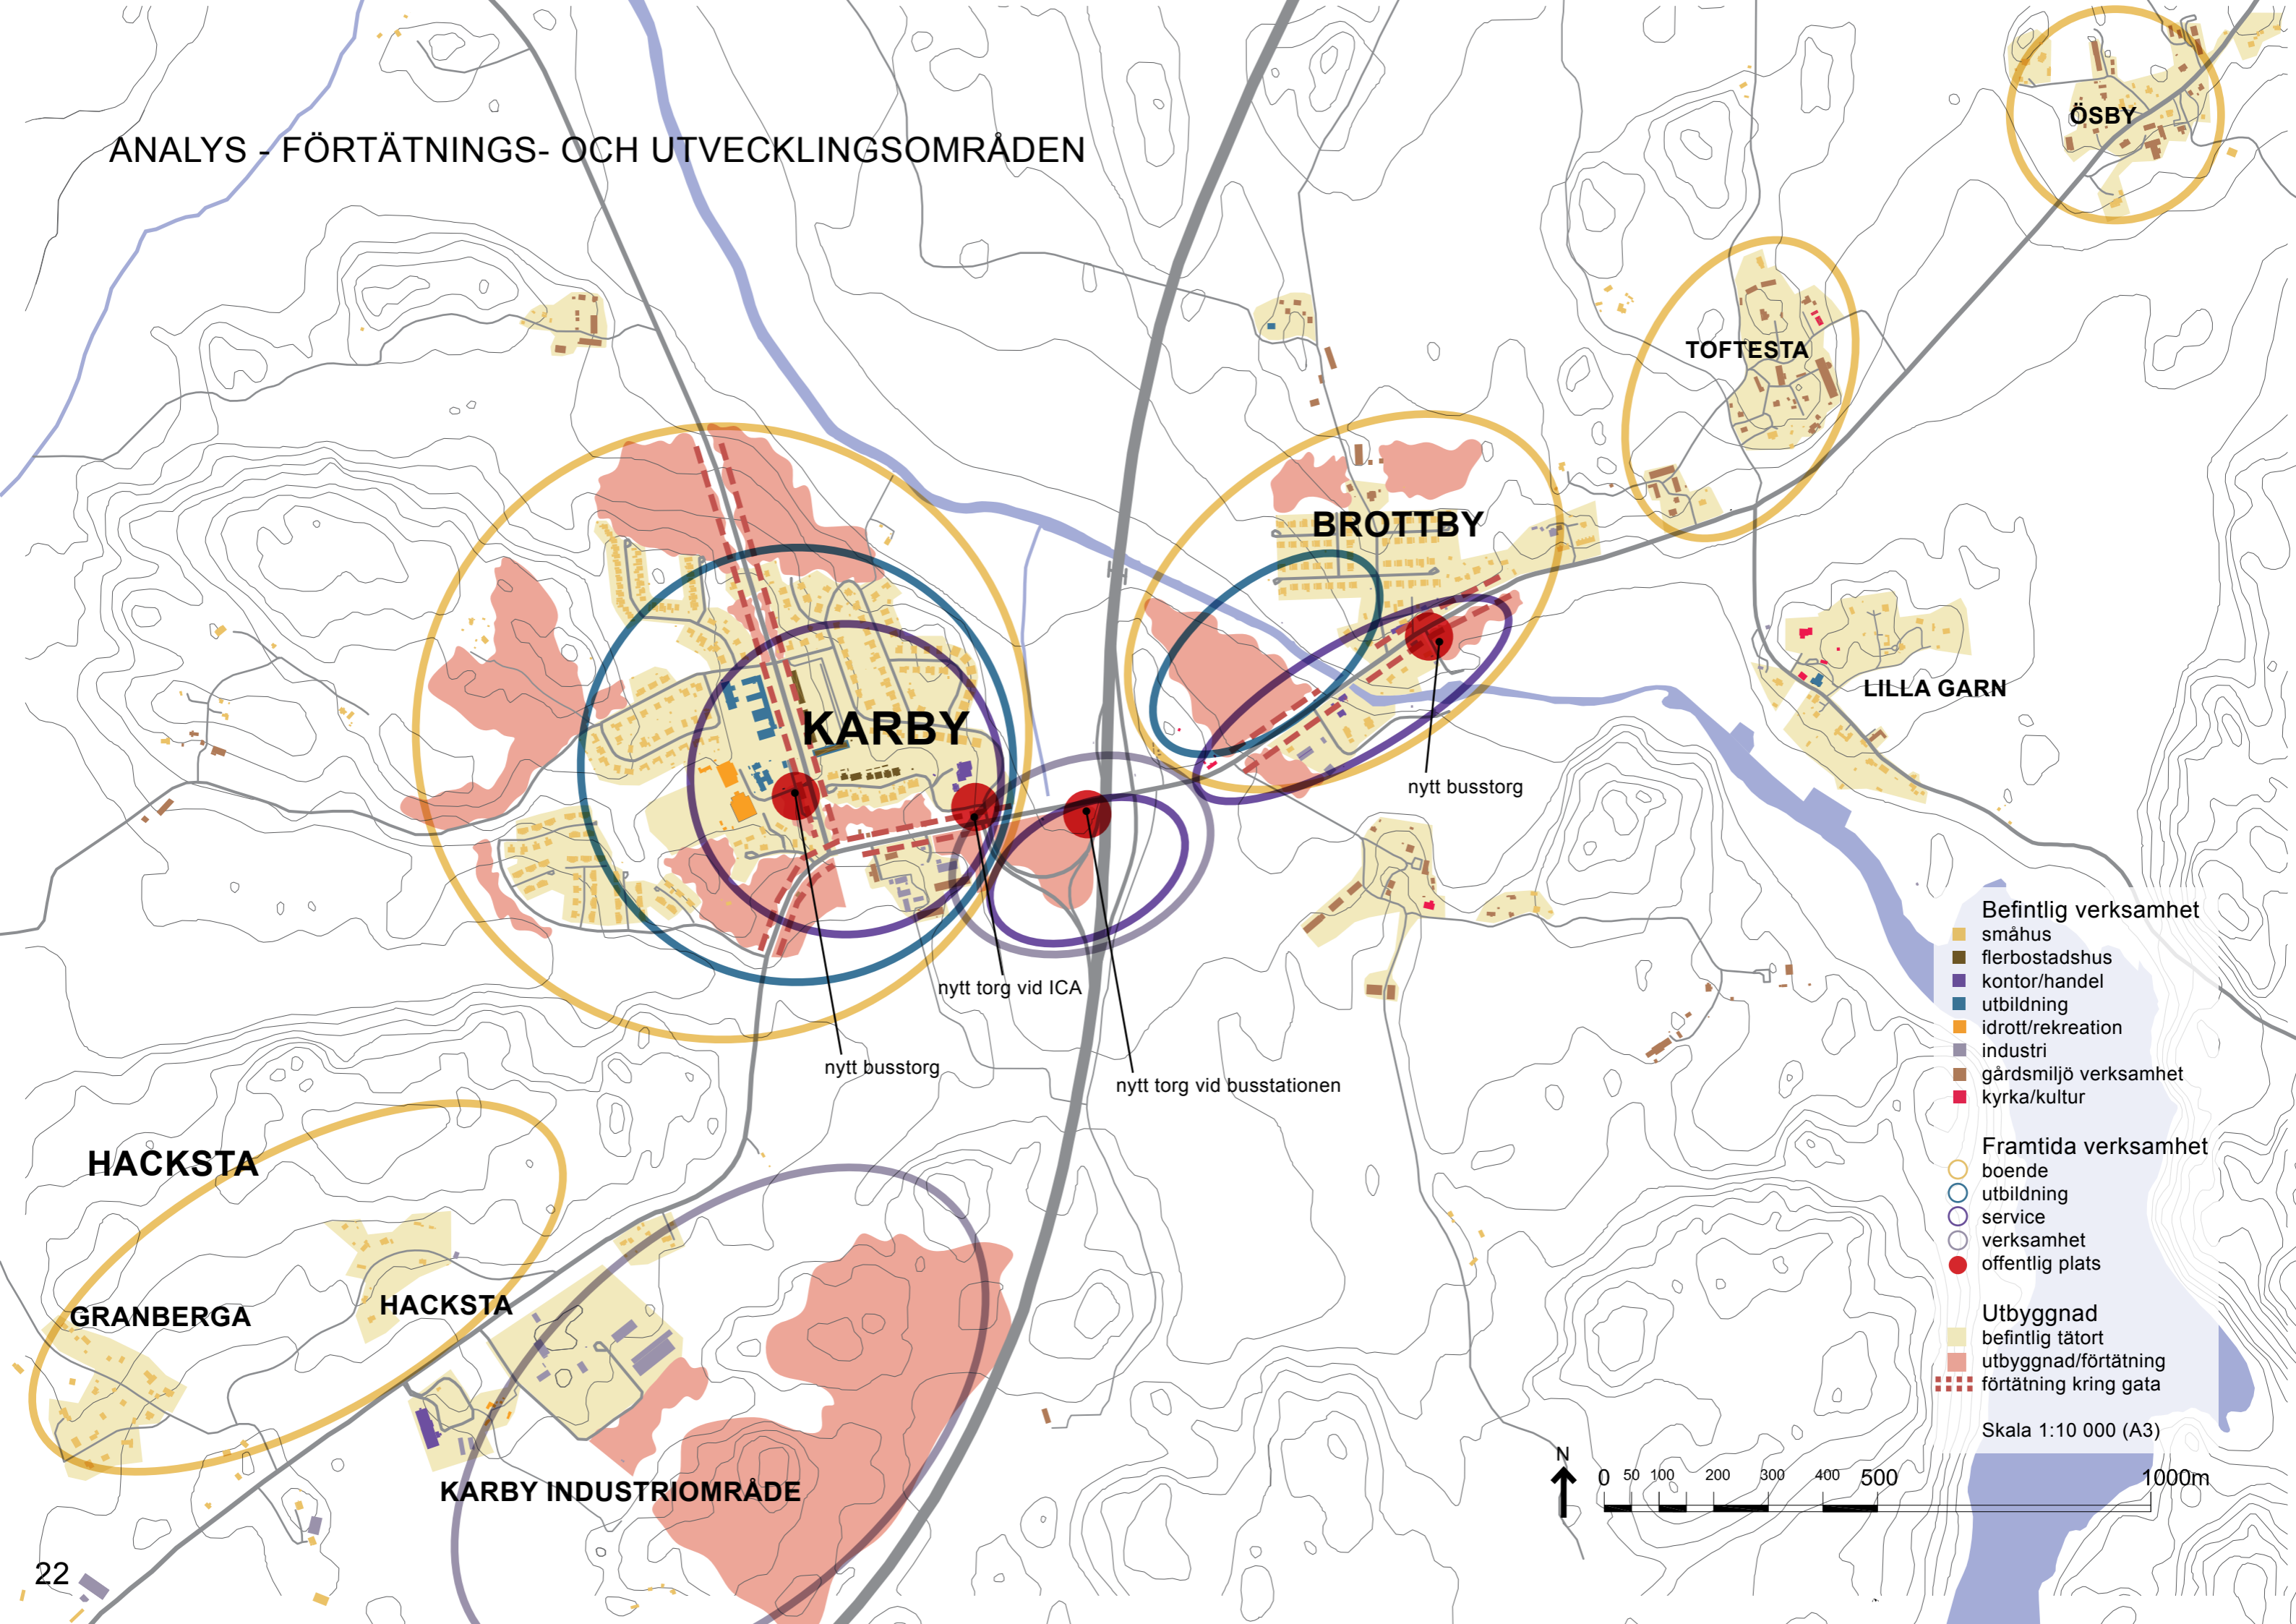 ANALYS - FÖRTÄTNINGS- OCH UTVECKLINGSOMRÅDEN
ÖSBY
TOFTESTA
BROTTBY
LILLA GARN
KARBY
nytt busstorg
nytt torg vid ICA
nytt busstorg
nytt torg vid busstationen
HACKSTA
GRANBERGA
HACKSTA
KARBY INDUSTRIOMRÅDE
Befintlig verksamhet
småhus
flerbostadshus
kontor/handel
utbildning
idrott/rekreation
industri
gårdsmiljö verksamhet
kyrka/kultur
Framtida verksamhet
boende
utbildning
service
verksamhet
offentlig plats
Utbyggnad
befintlig tätort
utbyggnad/förtätning
förtätning kring gata
Skala 1:10 000 (A3)
N
0 50 100 200 300 400 500 1000m
22